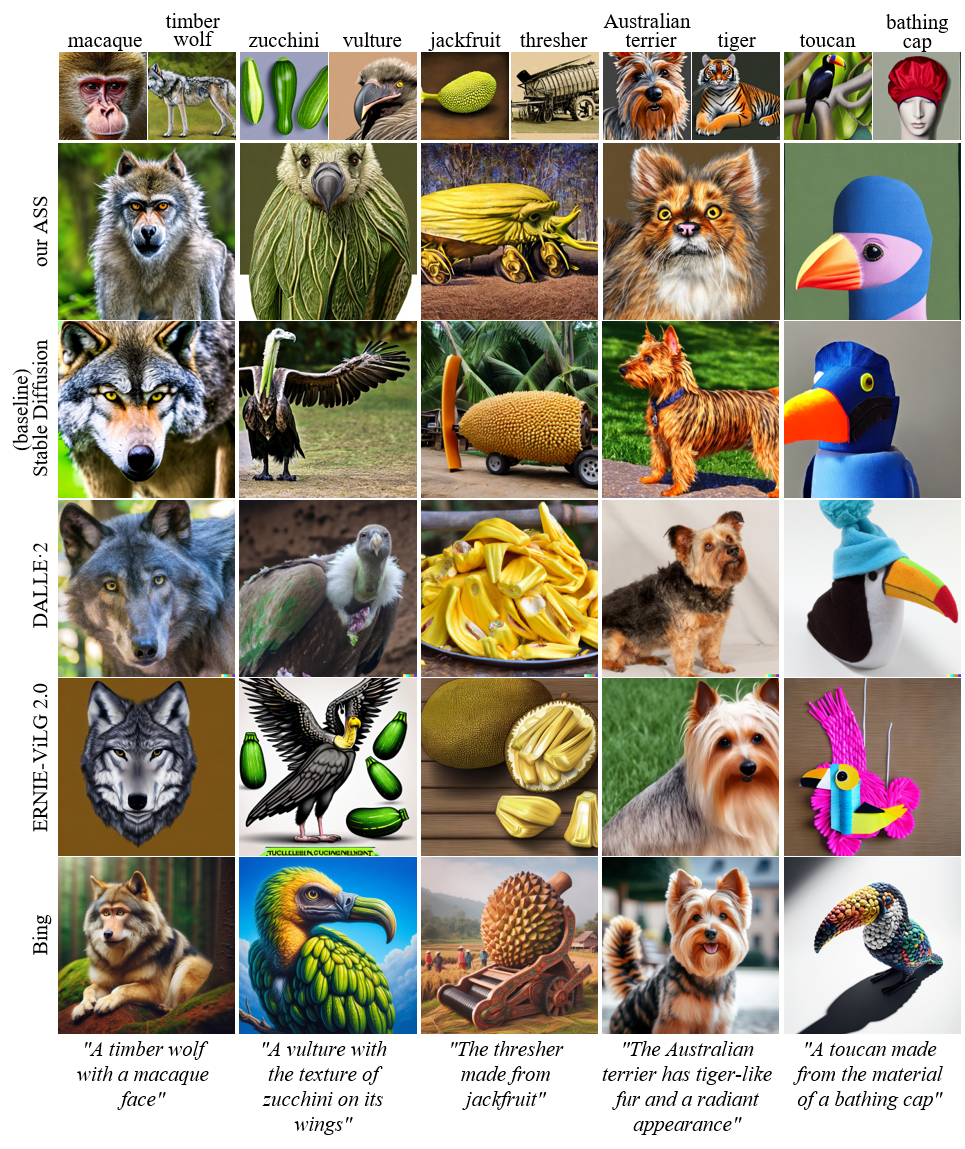 macaque
timber
wolf
zucchini
vulture
jackfruit
thresher
Australian
terrier
tiger
toucan
bathing
cap
our ASS
(baseline)
Stable Diffusion
DALLE·2
ERNIE-ViLG 2.0
Bing
"A timber wolf
with a macaque
face"
"A vulture with
the texture of
zucchini on its
wings"
"The thresher
made from
jackfruit"
"The Australian
terrier has tiger-like
fur and a radiant
appearance"
"A toucan made
from the material
of a bathing cap"